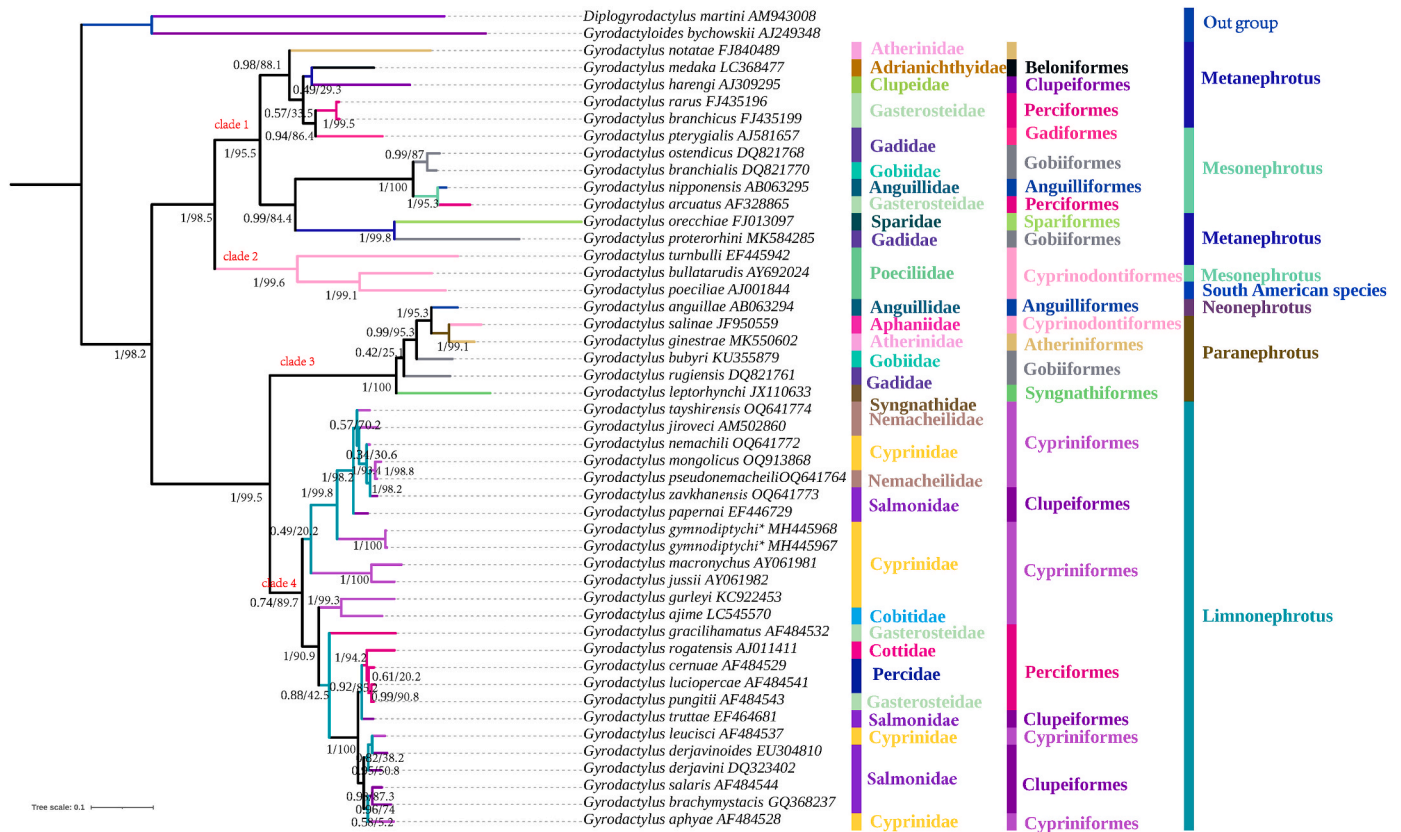 Diplogyrodactylus martini AM943008
Gyrodactyloides bychowskii AJ249348
Out group
Gyrodactylus notatae FJ840489
Atherinidae
0.98/88.1
Gyrodactylus medaka LC368477
Adrianichthyidae
Beloniformes
Metanephrotus
0.49/29.3
Gyrodactylus harengi AJ309295
Clupeidae
Clupeiformes
Gyrodactylus rarus FJ435196
Gasterosteidae
Perciformes
0.57/33.5
1/99.5
Gyrodactylus branchicus FJ435199
clade 1
0.94/86.4
Gyrodactylus pterygialis AJ581657
Gadiformes
Gadidae
1/95.5
0.99/87
Gyrodactylus ostendicus DQ821768
Gobiiformes
Mesonephrotus
Gyrodactylus branchialis DQ821770
Gobiidae
1/100
Gyrodactylus nipponensis AB063295
Anguillidae
Anguilliformes
1/95.3
Gyrodactylus arcuatus AF328865
Gasterosteidae
Perciformes
1/98.5
0.99/84.4
Gyrodactylus orecchiae FJ013097
Sparidae
Spariformes
1/99.8
Gyrodactylus proterorhini MK584285
Gadidae
Gobiiformes
Metanephrotus
clade 2
Gyrodactylus turnbulli EF445942
Poeciliidae
Cyprinodontiformes
1/99.6
Gyrodactylus bullatarudis AY692024
Mesonephrotus
1/99.1
Gyrodactylus poeciliae AJ001844
South American species
1/95.3
Gyrodactylus anguillae AB063294
Anguillidae
Anguilliformes
Neonephrotus
0.99/95.3
Gyrodactylus salinae JF950559
Aphaniidae
Cyprinodontiformes
1/99.1
Gyrodactylus ginestrae MK550602
Atherinidae
Atheriniformes
1/98.2
0.42/25.1
Paranephrotus
clade 3
Gyrodactylus bubyri KU355879
Gobiidae
Gobiiformes
Gyrodactylus rugiensis DQ821761
Gadidae
1/100
Gyrodactylus leptorhynchi JX110633
Syngnathidae
Syngnathiformes
Gyrodactylus tayshirensis OQ641774
Nemacheilidae
0.57/70.2
Gyrodactylus jiroveci AM502860
Gyrodactylus nemachili OQ641772
Cyprinidae
Cypriniformes
0.34/30.6
Gyrodactylus mongolicus OQ913868
1/98.8
1/98.2
Gyrodactylus pseudonemacheiliOQ641764
Nemacheilidae
1/99.5
1/99.8
1/98.2
Gyrodactylus zavkhanensis OQ641773
Salmonidae
Clupeiformes
Gyrodactylus papernai EF446729
0.49/20.2
Gyrodactylus gymnodiptychi* MH445968
1/100
Gyrodactylus gymnodiptychi* MH445967
Gyrodactylus macronychus AY061981
Cyprinidae
Cypriniformes
clade 4
1/100
Gyrodactylus jussii AY061982
0.74/89.7
1/99.3
Gyrodactylus gurleyi KC922453
Gyrodactylus ajime LC545570
Cobitidae
Limnonephrotus
Gyrodactylus gracilihamatus AF484532
Gasterosteidae
1/90.9
1/94.2
Gyrodactylus rogatensis AJ011411
Cottidae
Gyrodactylus cernuae AF484529
Percidae
Perciformes
0.61/20.2
Gyrodactylus luciopercae AF484541
0.88/42.5
0.99/90.8
Gyrodactylus pungitii AF484543
Gasterosteidae
Gyrodactylus truttae EF464681
Salmonidae
Clupeiformes
1/100
Gyrodactylus leucisci AF484537
Cyprinidae
Cypriniformes
Gyrodactylus derjavinoides EU304810
Gyrodactylus derjavini DQ323402
Salmonidae
Clupeiformes
Gyrodactylus salaris AF484544
Tree scale: 0.1
Gyrodactylus brachymystacis GQ368237
0.96/74
0.58/5.2
Gyrodactylus aphyae AF484528
Cyprinidae
Cypriniformes